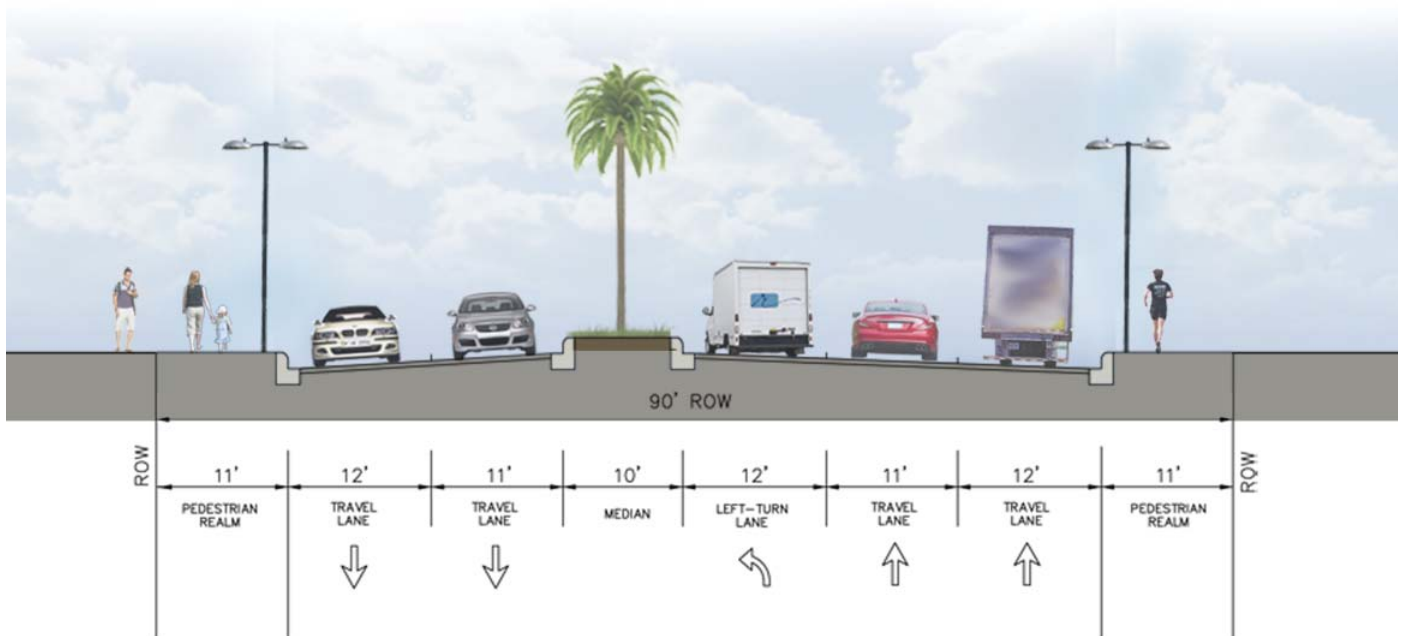 90' ROW
ROW
11'
12'
11'
10'
12'
11'
12'
11'
ROW
PEDESTRIAN
REALM
TRAVEL
LANE
TRAVEL
LANE
MEDIAN
LEFT-TURN
LANE
TRAVEL
LANE
TRAVEL
LANE
PEDESTRIAN
REALM